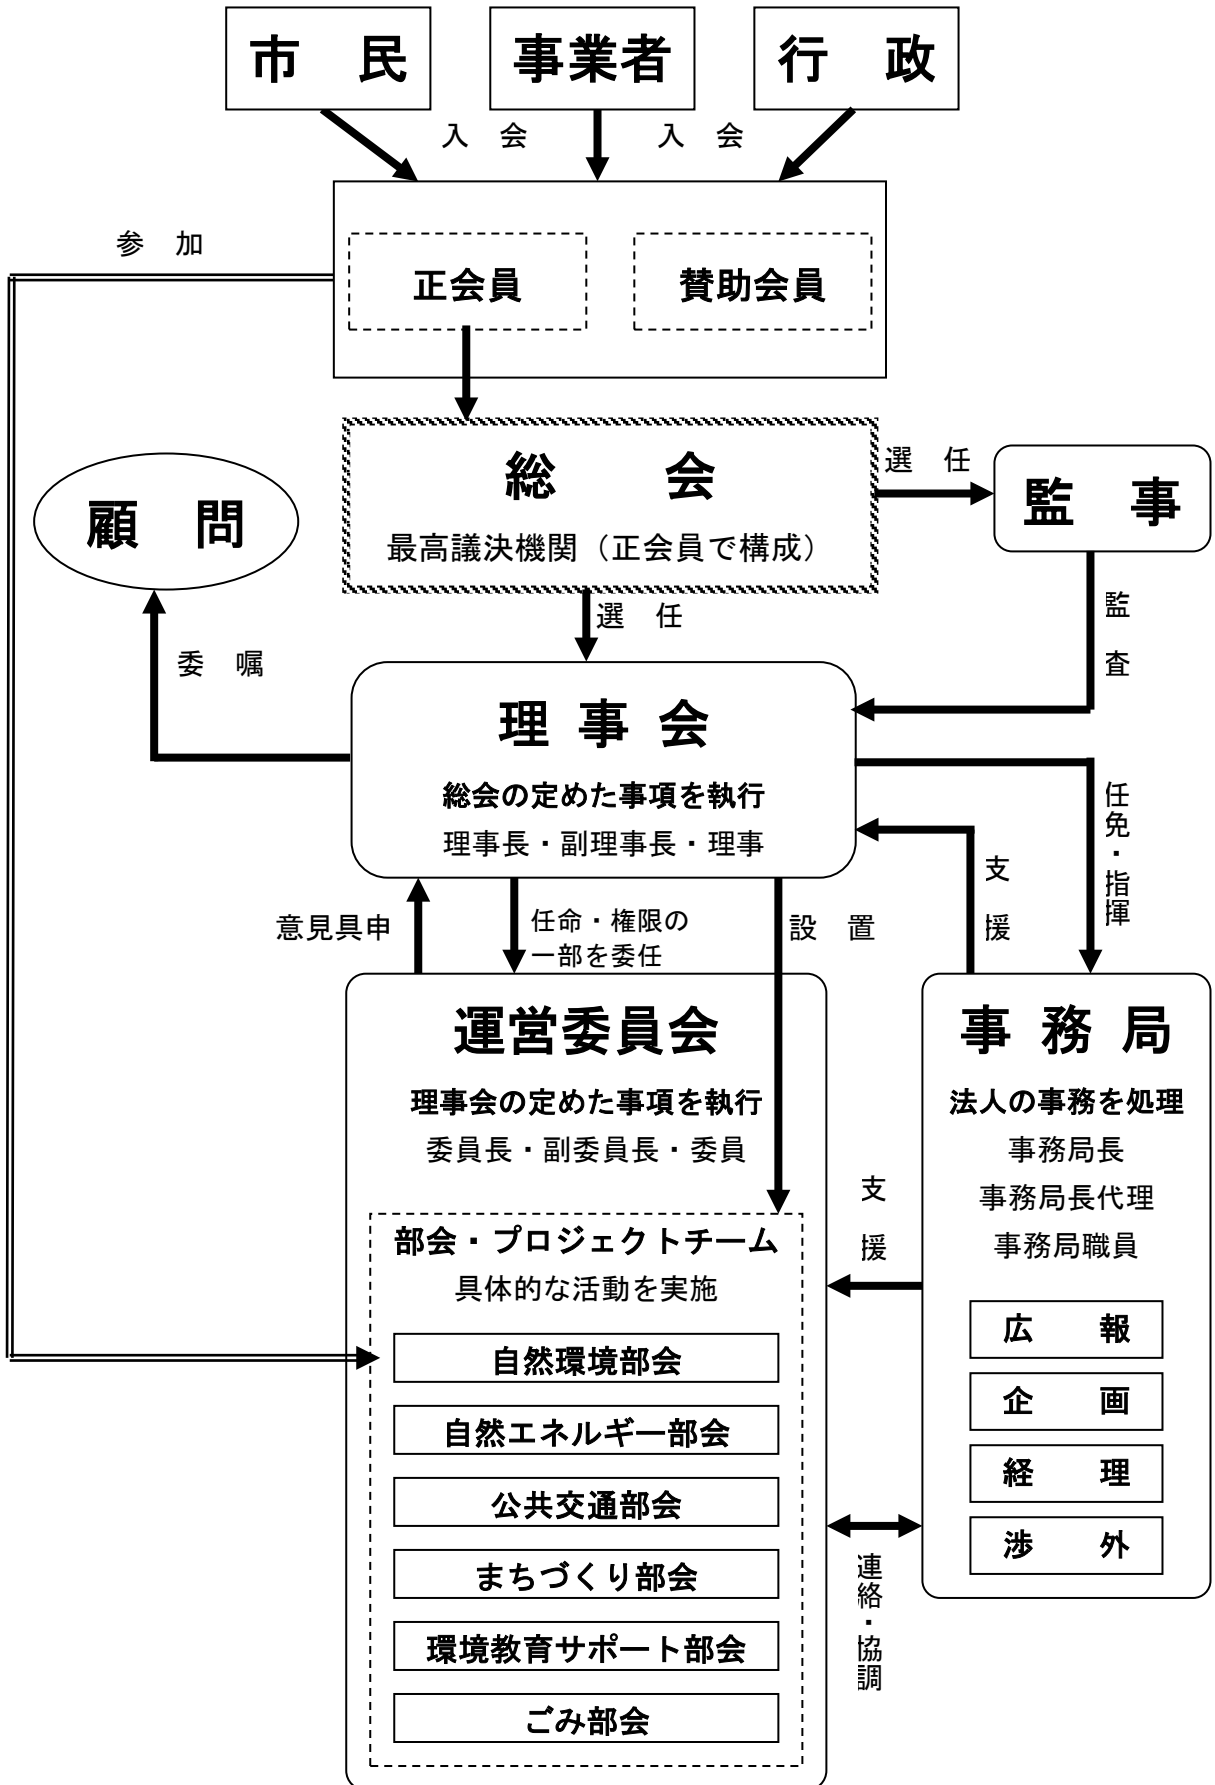 市　民
事業者
行　政
入　会
入　会
参　加
正会員
賛助会員
総　会
最高議決機関（正会員で構成）
選　任
監　事
顧　問
選　任
監　査
委　嘱
理事会
総会の定めた事項を執行
理事長・副理事長・理事
任免・指揮
支　援
意見具申
任命・権限の
一部を委任
設　置
運営委員会
理事会の定めた事項を執行
委員長・副委員長・委員
事務局
法人の事務を処理
事務局長
事務局長代理
事務局職員
支　援
部会・プロジェクトチーム
具体的な活動を実施
自然環境部会
自然エネルギー部会
公共交通部会
まちづくり部会
環境教育サポート部会
ごみ部会
広　報
企　画
経　理
渉　外
連絡・協調